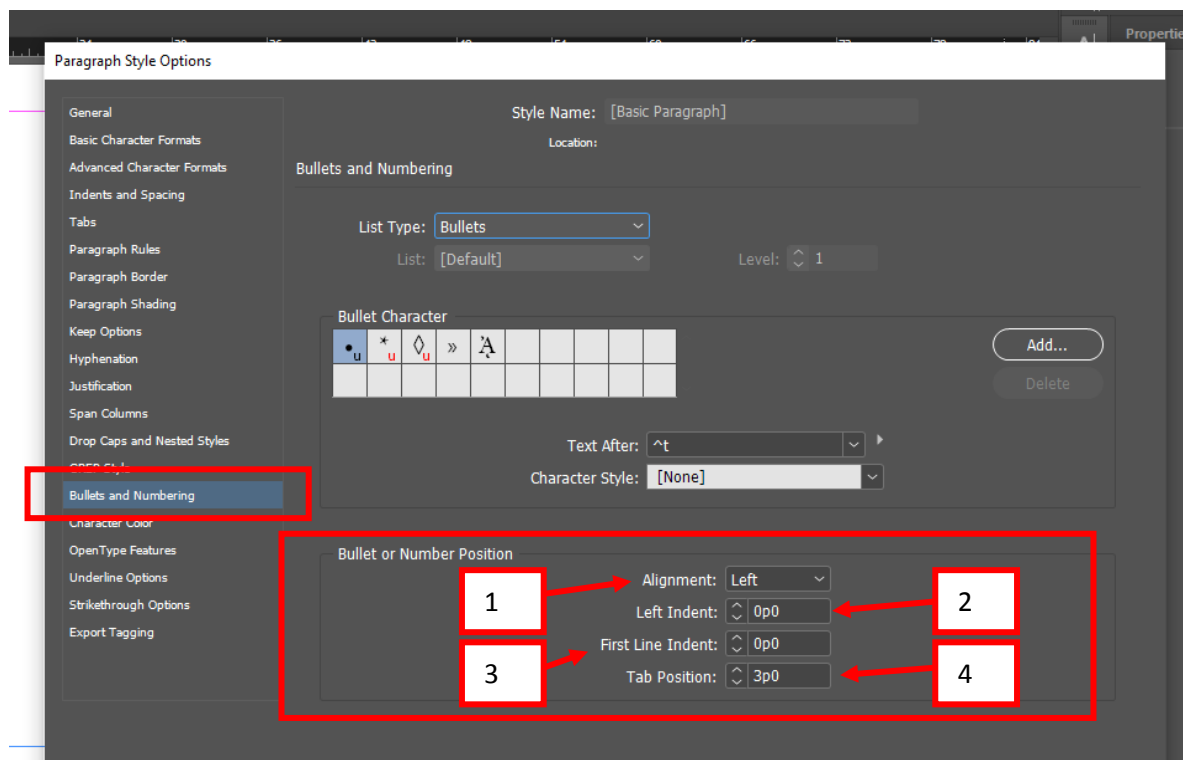 Properti
Paragraph Style Options
Style Name: [Basic Paragraph]
Location:
General
Basic Character Formats
Advanced Character Formats
Indents and Spacing
Tabs
Paragraph Rules
Paragraph Border
Paragraph Shading
Keep Options
Hyphenation
Justification
Span Columns
Drop Caps and Nested Styles
GREP Style
Bullets and Numbering
Character Color
OpenType Features
Underline Options
Strikethrough Options
Export Tagging
Bullets and Numbering
List Type: Bullets
List: [Default] Level: 1
Bullet Character
•u *u ◊u » Ἆ
Add...
Delete
Text After: ^t
Character Style: [None]
Bullet or Number Position
1 Alignment: Left
Left Indent: 0p0 2
3 First Line Indent: 0p0
Tab Position: 3p0 4